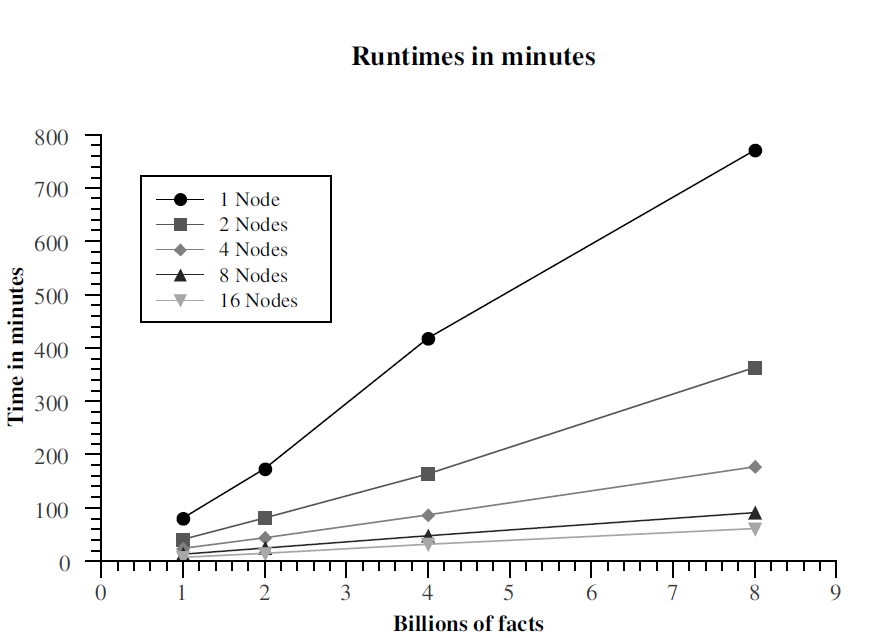 Runtimes in minutes
800
700
600
500
400
300
200
100
0
Time in minutes
1 Node
2 Nodes
4 Nodes
8 Nodes
16 Nodes
0 1 2 3 4 5 6 7 8 9
Billions of facts